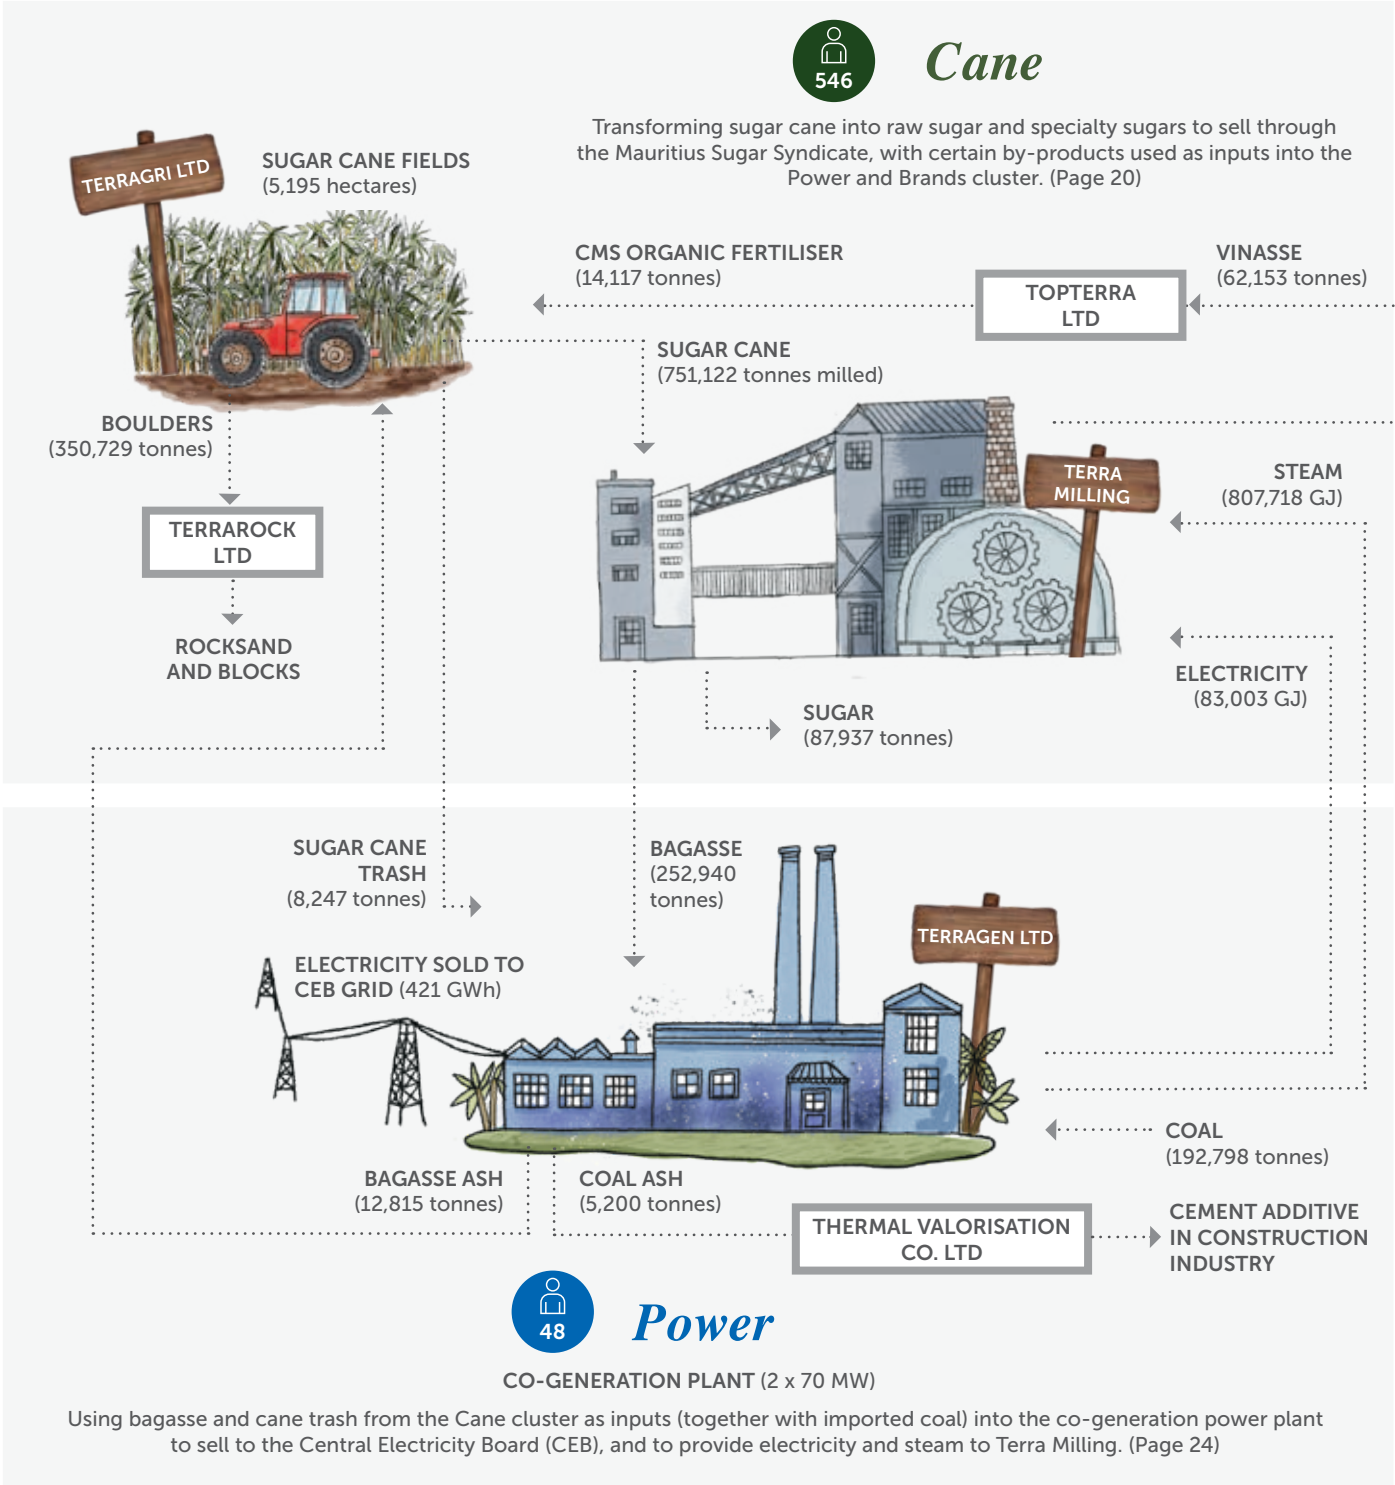 546
Cane
Transforming sugar cane into raw sugar and specialty sugars to sell through
the Mauritius Sugar Syndicate, with certain by-products used as inputs into the
Power and Brands cluster. (Page 20)
TERRAGRI LTD
SUGAR CANE FIELDS
(5,195 hectares)
CMS ORGANIC FERTILISER
(14,117 tonnes)
TOPTERRA
LTD
VINASSE
(62,153 tonnes)
SUGAR CANE
(751,122 tonnes milled)
BOULDERS
(350,729 tonnes)
TERRAROCK
LTD
ROCKSAND
AND BLOCKS
TERRA
MILLING
STEAM
(807,718 GJ)
ELECTRICITY
(83,003 GJ)
SUGAR
(87,937 tonnes)
SUGAR CANE
TRASH
(8,247 tonnes)
BAGASSE
(252,940
tonnes)
TERRAGEN LTD
ELECTRICITY SOLD TO
CEB GRID (421 GWh)
COAL
(192,798 tonnes)
BAGASSE ASH
(12,815 tonnes)
COAL ASH
(5,200 tonnes)
THERMAL VALORISATION
CO. LTD
CEMENT ADDITIVE
IN CONSTRUCTION
INDUSTRY
48
Power
CO-GENERATION PLANT (2 x 70 MW)
Using bagasse and cane trash from the Cane cluster as inputs (together with imported coal) into the co-generation power plant
to sell to the Central Electricity Board (CEB), and to provide electricity and steam to Terra Milling. (Page 24)